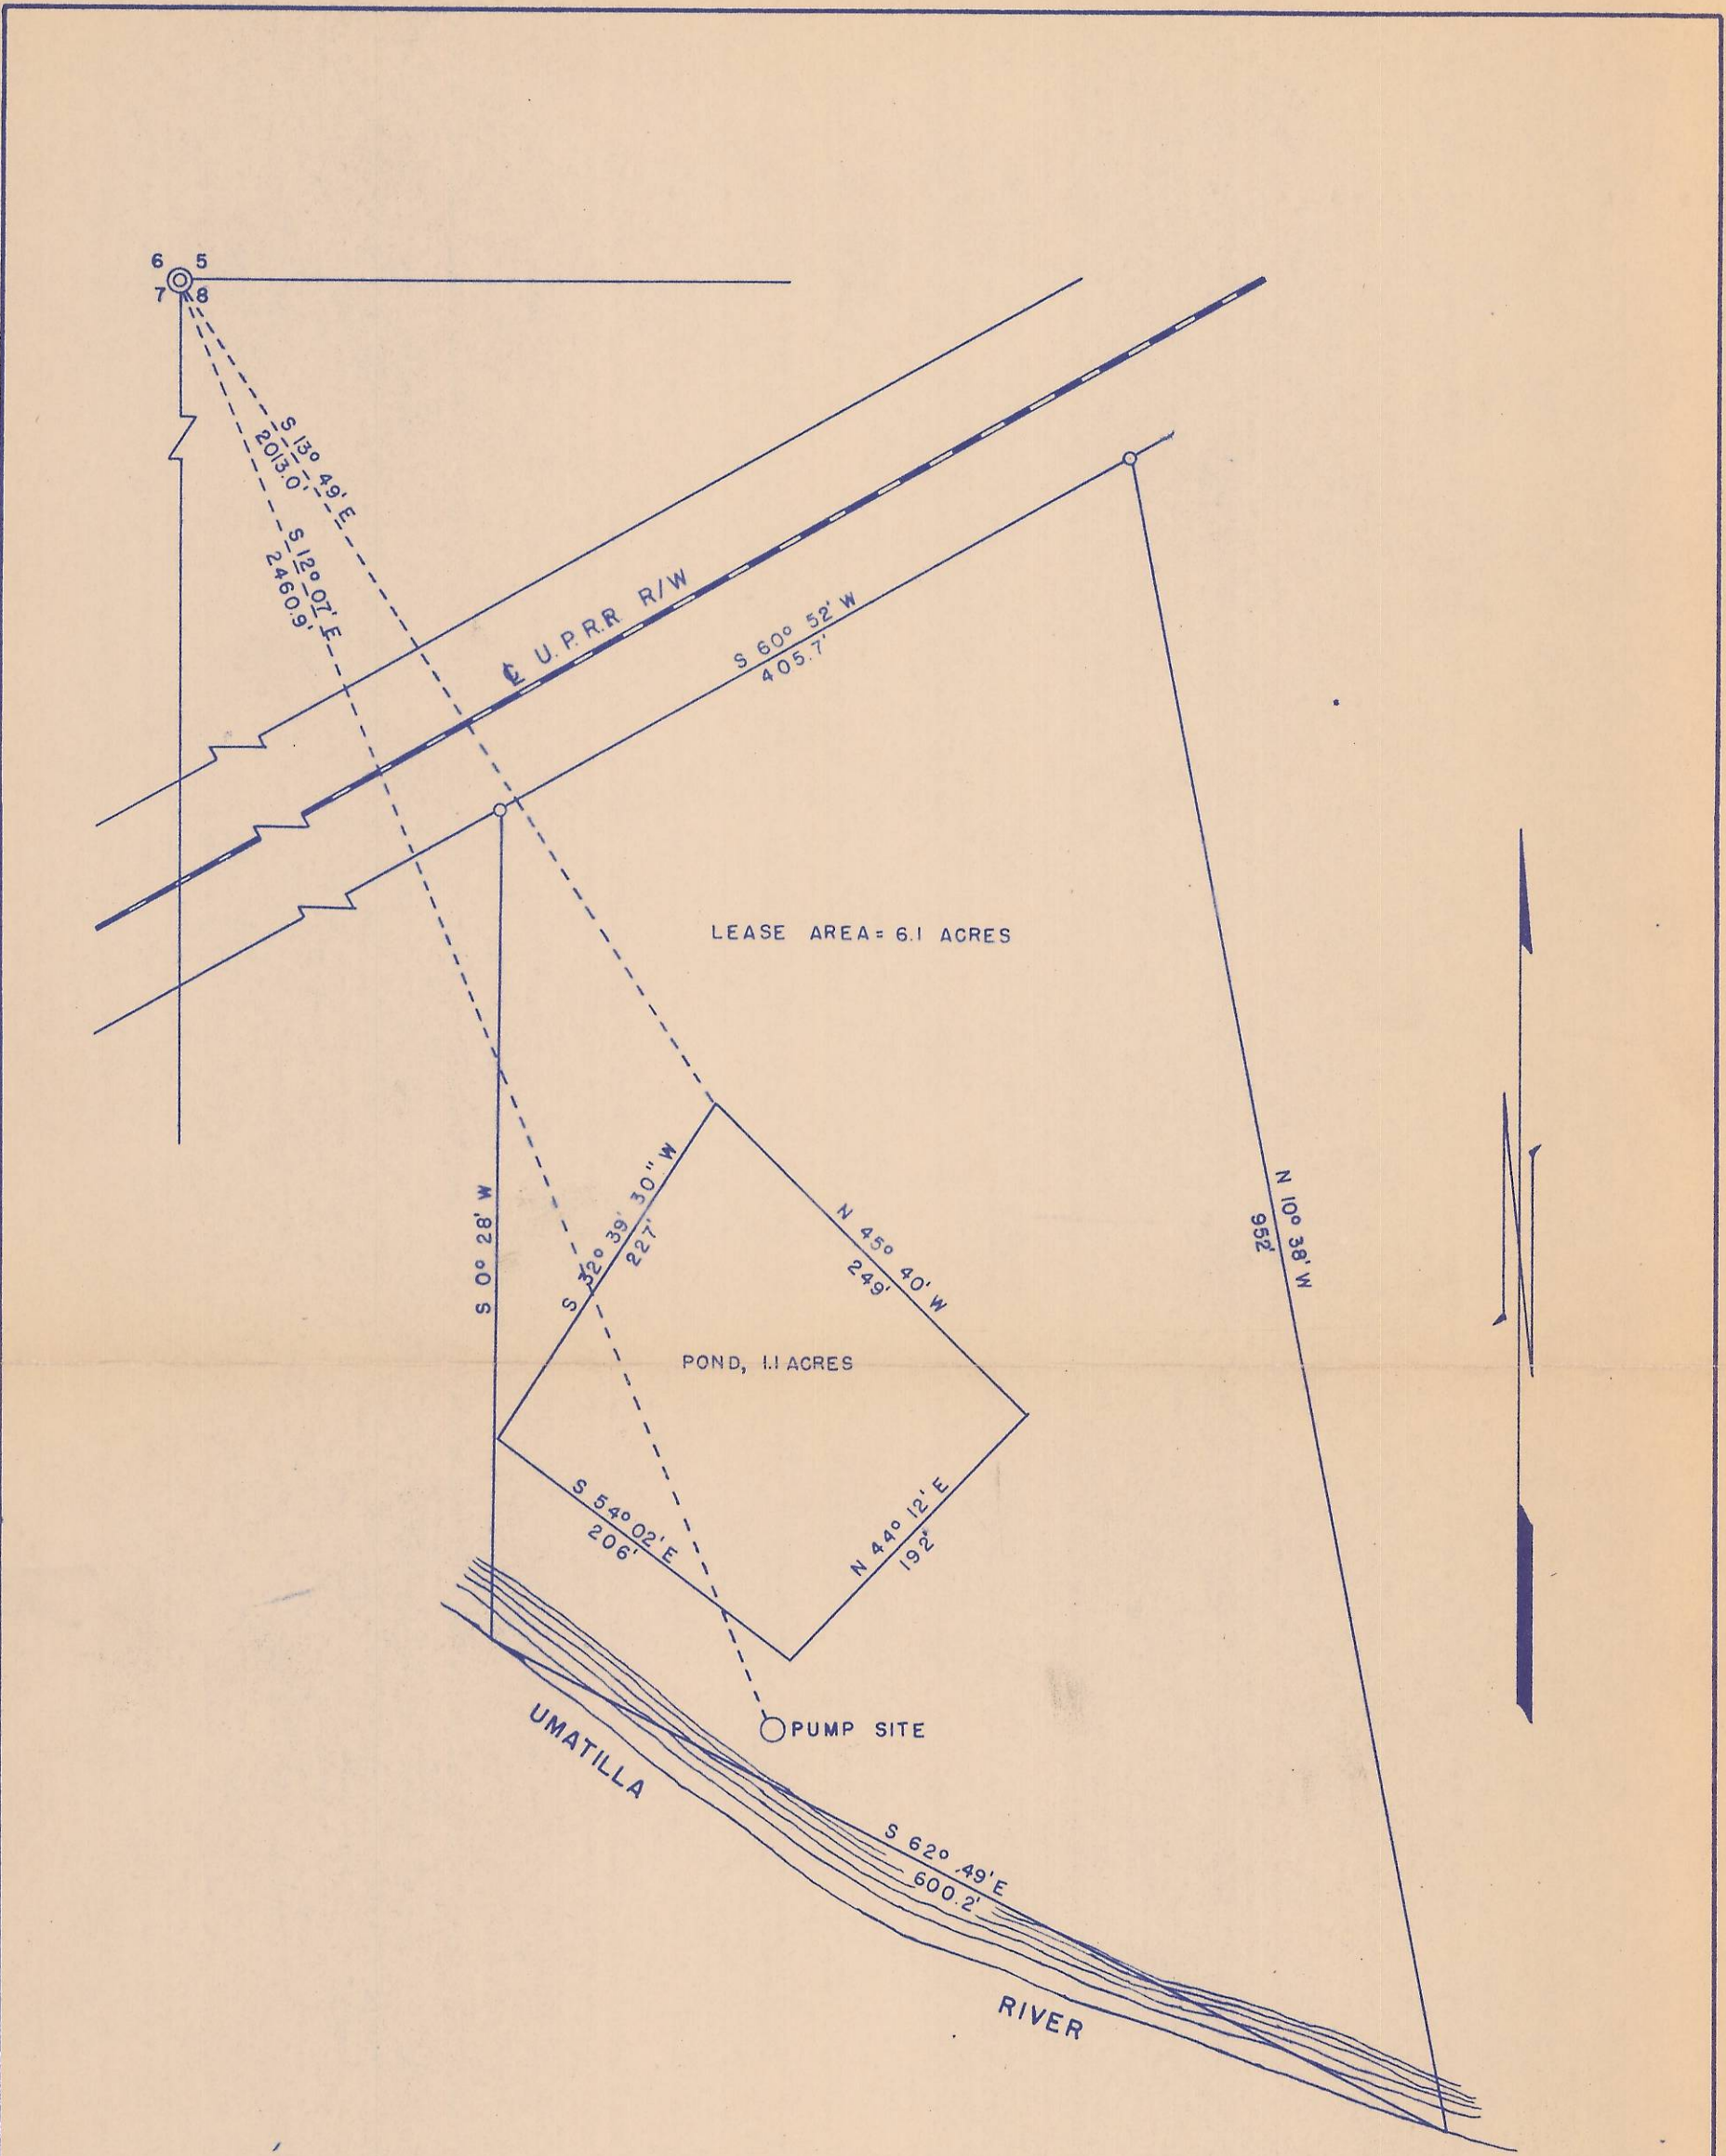 6 5
7 8
S 13° 49' E
2013.0'
S 12° 07' E
2460.9'
℄ U.P.R.R R/W
S 60° 52' W
405.7'
LEASE AREA= 6.1 ACRES
S 0° 28' W
S 32° 39' 30" W
227'
N 45° 40' W
249'
N 10° 38' W
952'
POND, 1.1 ACRES
S 54° 02' E
206'
N 44° 12' E
192'
PUMP SITE
UMATILLA
S 62° 49' E
600.2'
RIVER
N